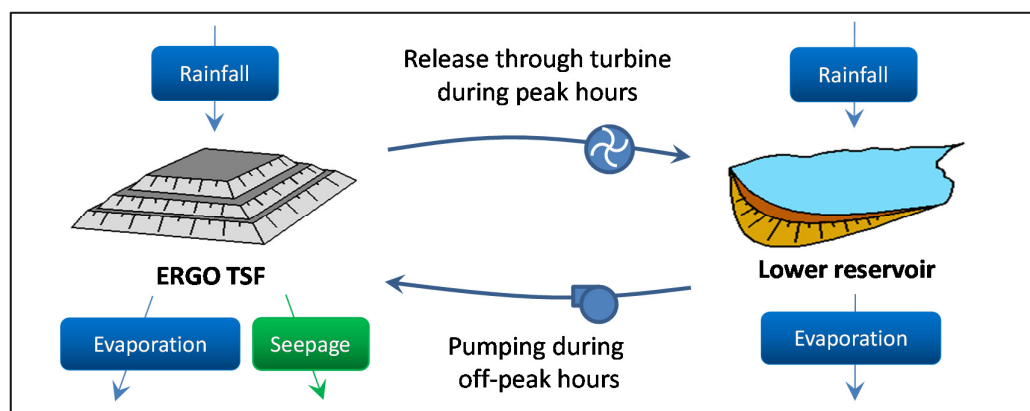 Rainfall
Release through turbine
during peak hours
Rainfall
ERGO TSF
Lower reservoir
Evaporation
Seepage
Pumping during
off-peak hours
Evaporation